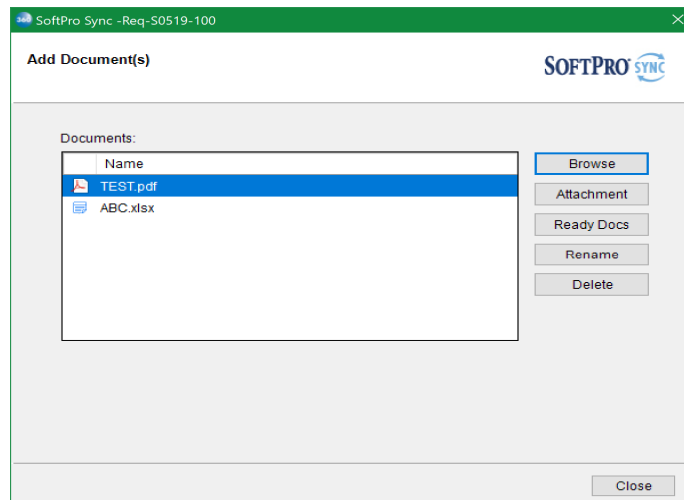 360 SoftPro Sync -Req-S0519-100
Add Document(s)
SOFTPRO SYNC
Documents:
Name
TEST.pdf
ABC.xlsx
Browse
Attachment
Ready Docs
Rename
Delete
Close